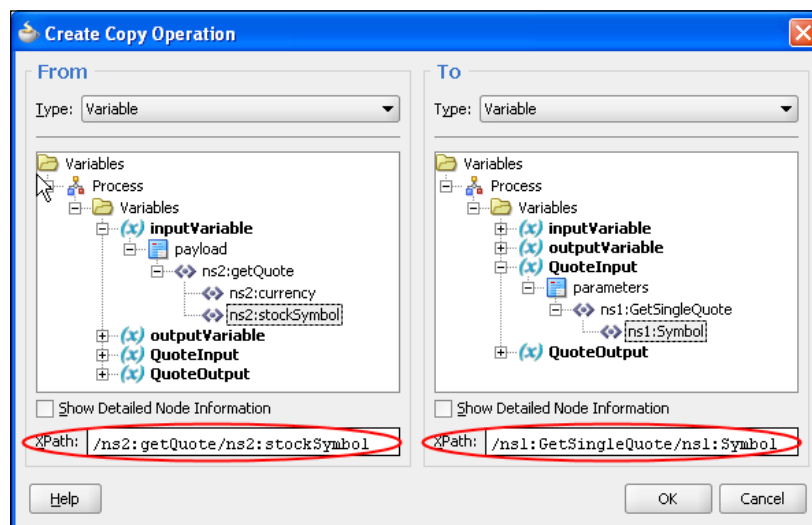 Create Copy Operation
From
Type: Variable
Variables
Process
Variables
(x) inputVariable
payload
ns2:getQuote
ns2:currency
ns2:stockSymbol
(x) outputVariable
(x) QuoteInput
(x) QuoteOutput
Show Detailed Node Information
XPath: /ns2:getQuote/ns2:stockSymbol
To
Type: Variable
Variables
Process
Variables
(x) inputVariable
(x) outputVariable
(x) QuoteInput
parameters
ns1:GetSingleQuote
ns1:Symbol
(x) QuoteOutput
Show Detailed Node Information
XPath: /ns1:GetSingleQuote/ns1:Symbol
Help
OK
Cancel